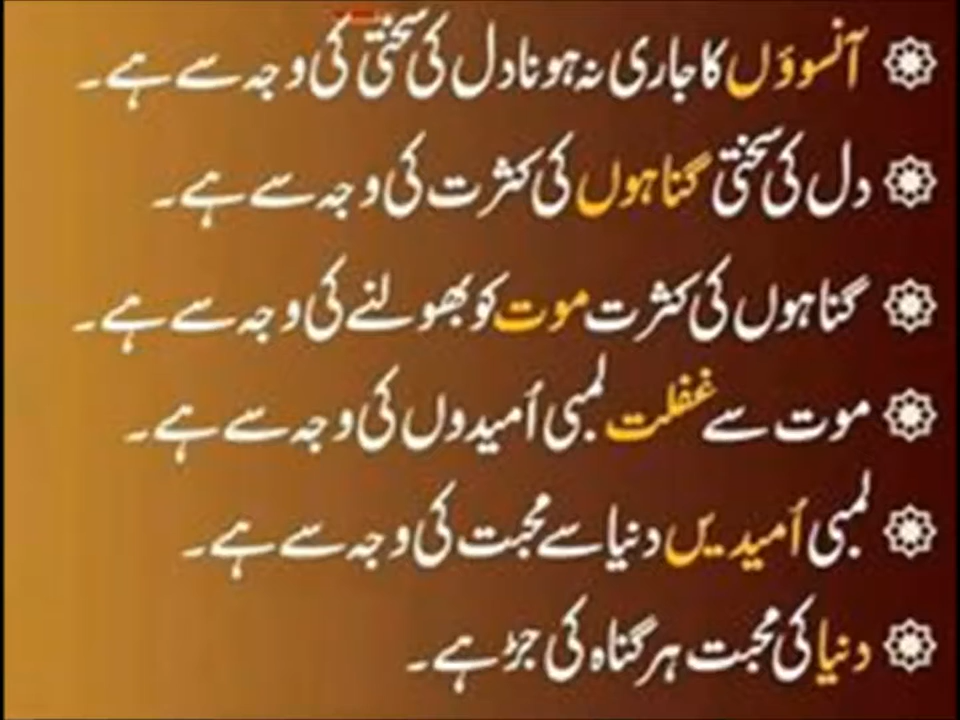 آنسوؤں کا جاری نہ ہونا دل کی سختی کی وجہ سے ہے۔
دل کی سختی گناہوں کی کثرت کی وجہ سے ہے۔
گناہوں کی کثرت موت کو بھولنے کی وجہ سے ہے۔
موت سے غفلت لمبی اُمیدوں کی وجہ سے ہے۔
لمبی اُمیدیں دنیا سے محبت کی وجہ سے ہے۔
دنیا کی محبت ہر گناہ کی جڑ ہے۔